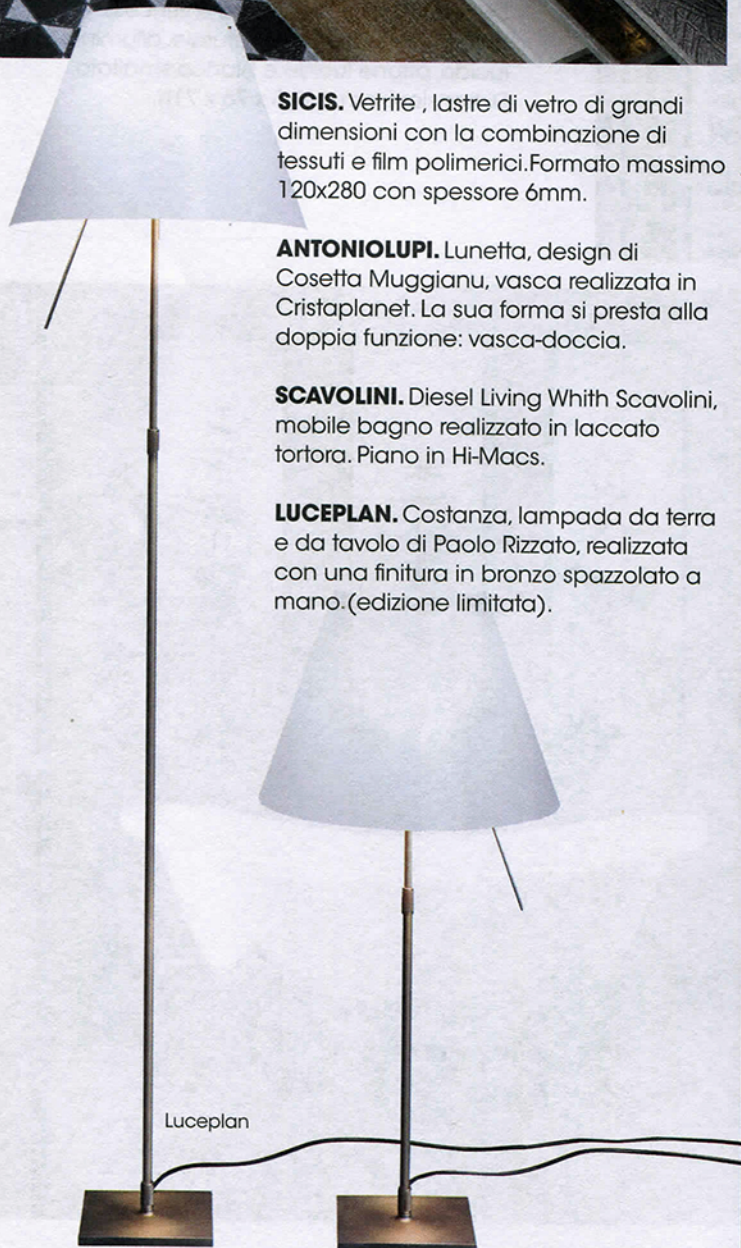 SICIS. Vetrite , lastre di vetro di grandi
dimensioni con la combinazione di
tessuti e film polimerici.Formato massimo
120x280 con spessore 6mm.
ANTONIOLUPI. Lunetta, design di
Cosetta Muggianu, vasca realizzata in
Cristaplanet. La sua forma si presta alla
doppia funzione: vasca-doccia.
SCAVOLINI. Diesel Living Whith Scavolini,
mobile bagno realizzato in laccato
tortora. Piano in Hi-Macs.
LUCEPLAN. Costanza, lampada da terra
e da tavolo di Paolo Rizzato, realizzata
con una finitura in bronzo spazzolato a
mano.(edizione limitata).
Luceplan